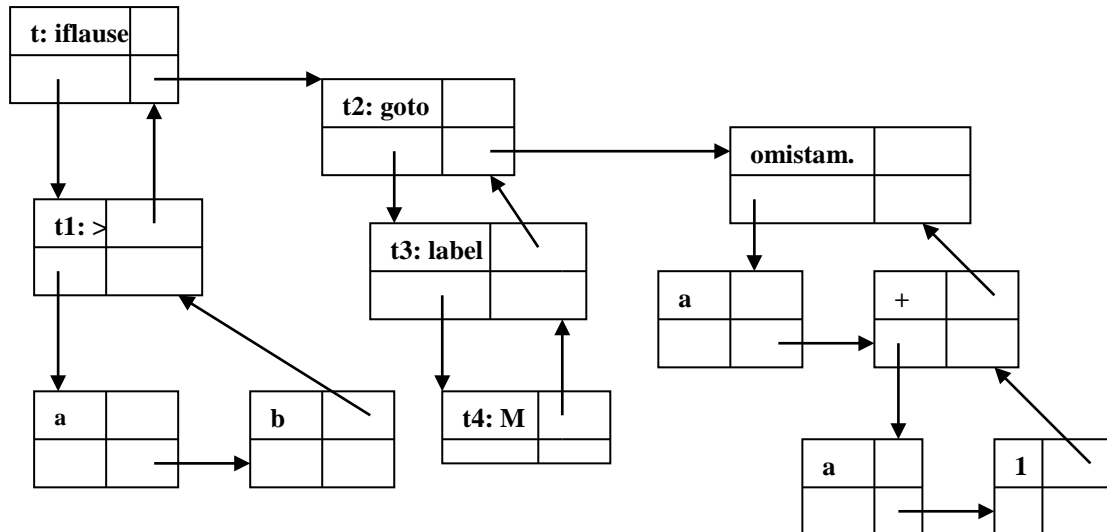 t: iflause
t2: goto
omistam.
t1: >
t3: label
a
+
a
b
t4: M
a
1